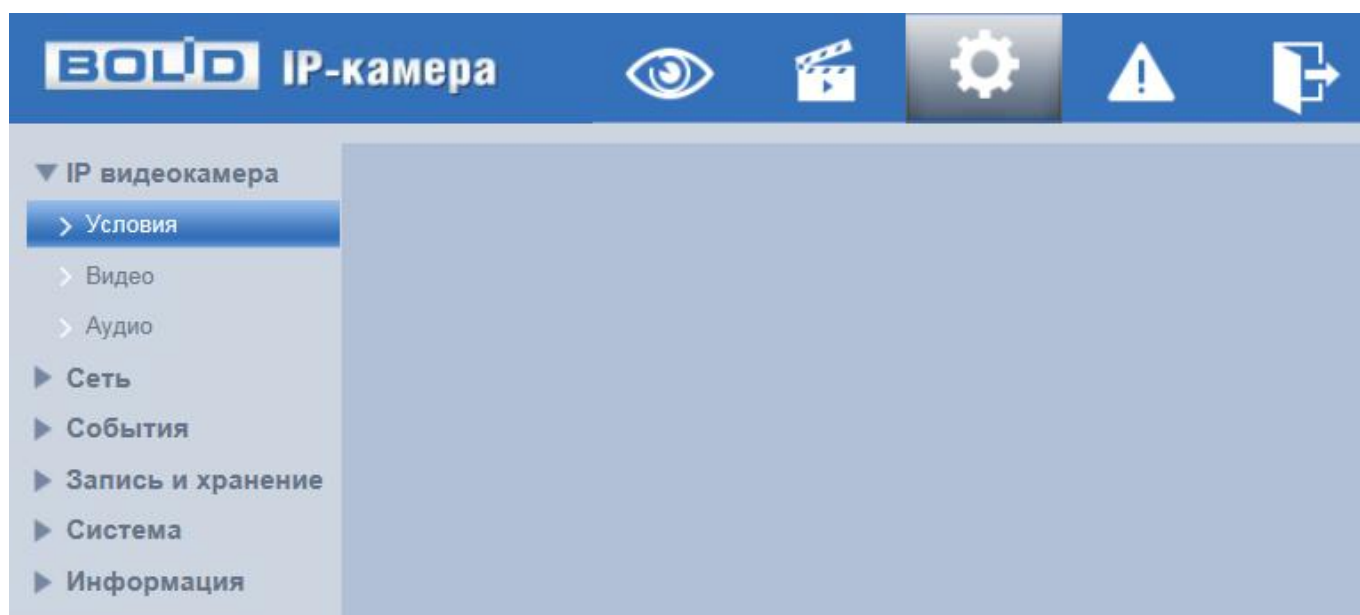 BOLID IP-камера
IP видеокамера
Условия
Видео
Аудио
Сеть
События
Запись и хранение
Система
Информация